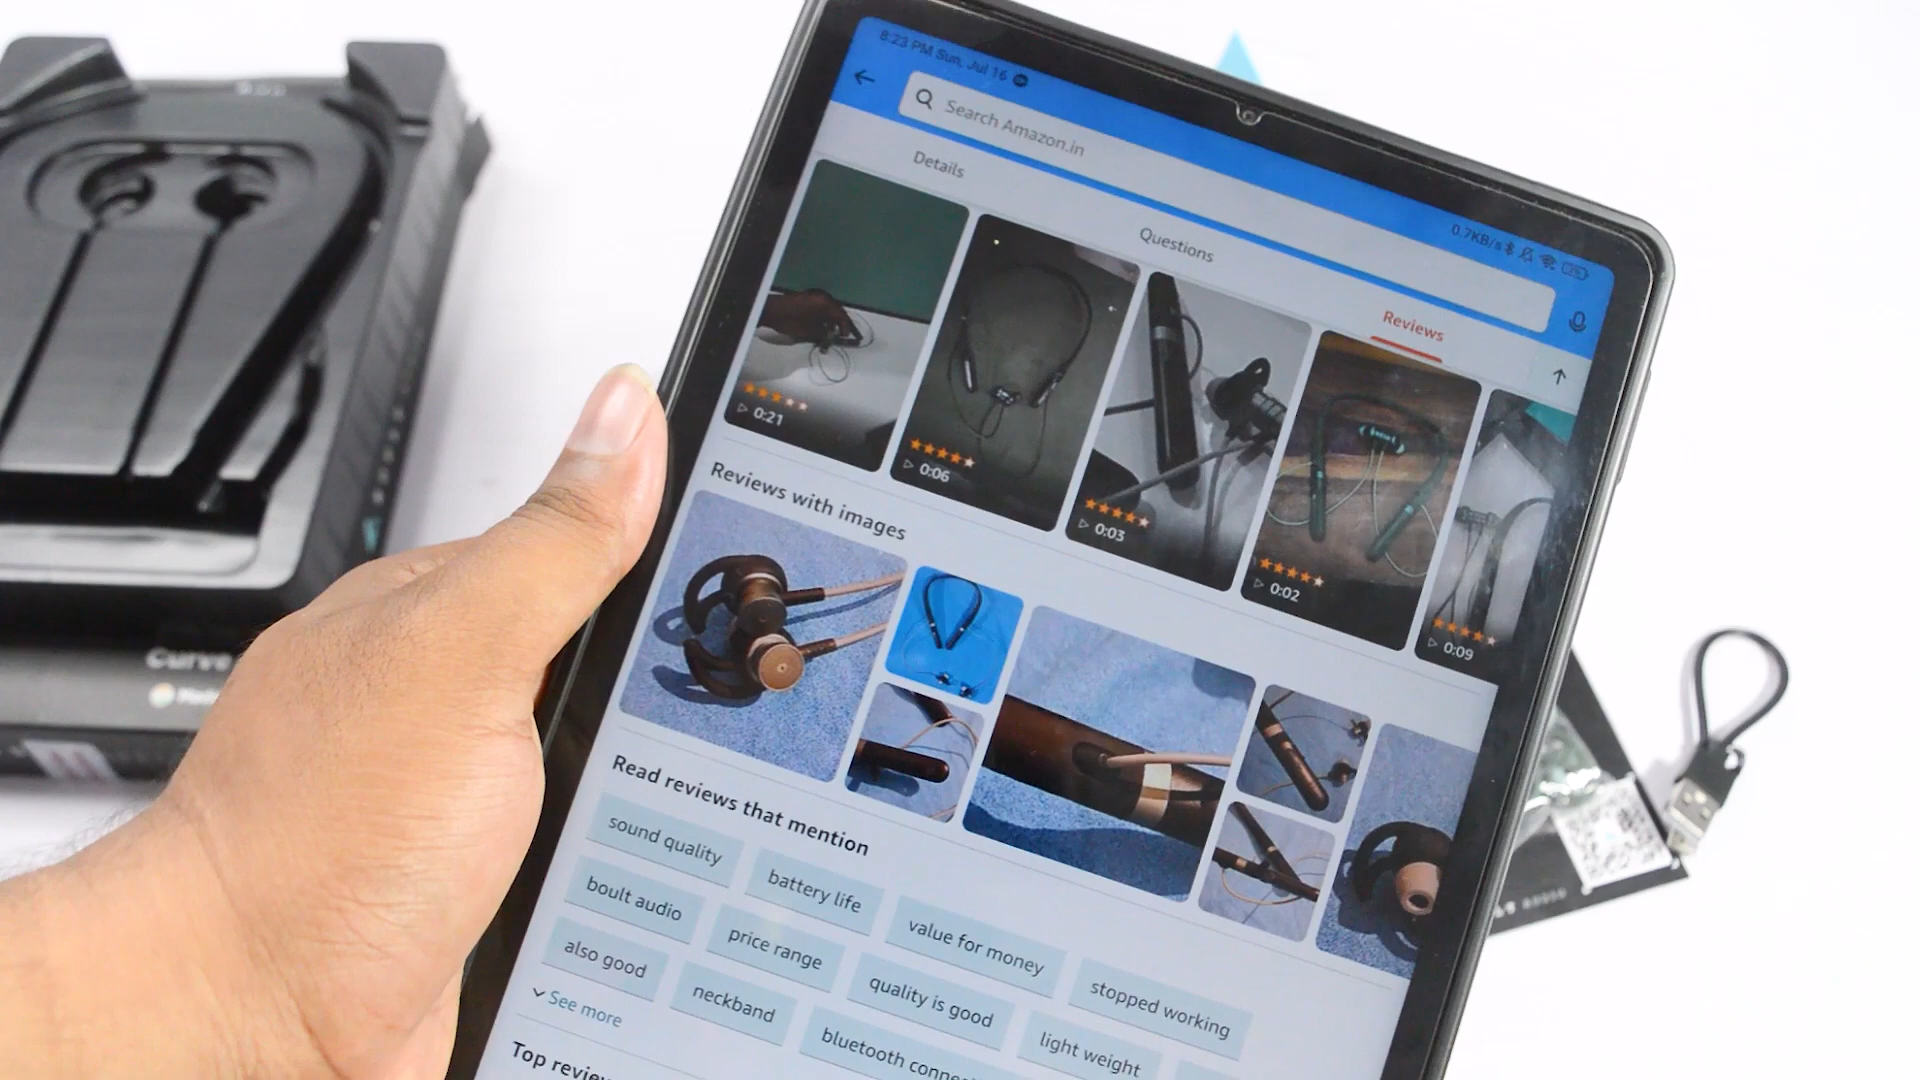 8:23 PM Sun, Jul 16
0.7KB/s
Search Amazon.in
Details
Questions
Reviews
0:21
0:06
0:03
0:02
0:09
Reviews with images
Read reviews that mention
sound quality
battery life
value for money
stopped working
boult audio
price range
quality is good
light weight
also good
neckband
bluetooth connec
See more
Top review
Curve